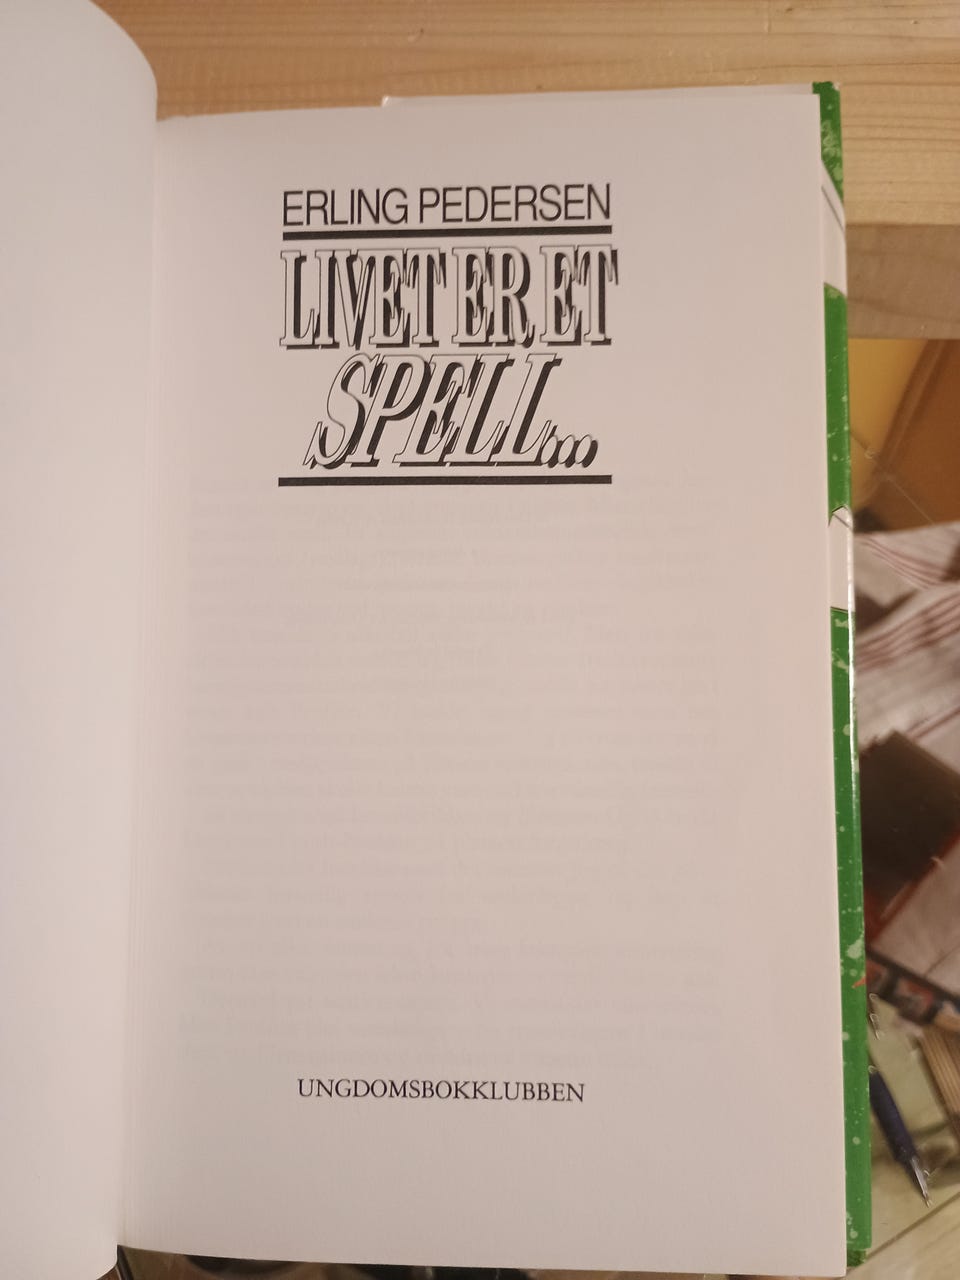 ERLING PEDERSEN
LIVET ER ET
SPELL...
UNGDOMSBOKKLUBBEN